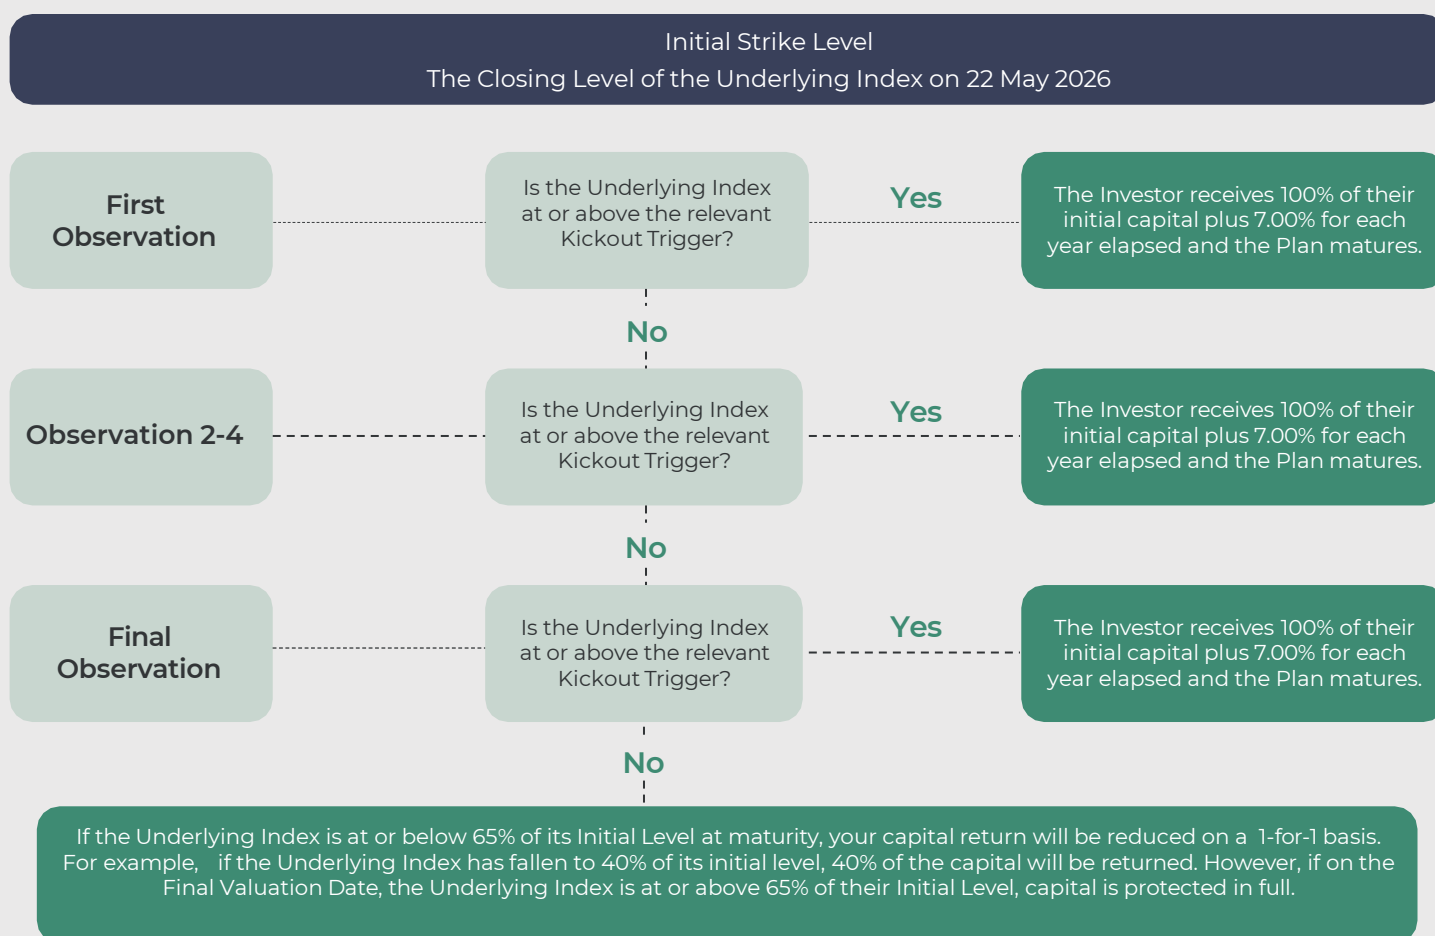 Initial Strike Level
The Closing Level of the Underlying Index on 22 May 2026
First
Observation
Is the Underlying Index
at or above the relevant
Kickout Trigger?
Yes
The Investor receives 100% of their
initial capital plus 7.00% for each
year elapsed and the Plan matures.
No
Observation 2-4
Is the Underlying Index
at or above the relevant
Kickout Trigger?
Yes
The Investor receives 100% of their
initial capital plus 7.00% for each
year elapsed and the Plan matures.
No
Final
Observation
Is the Underlying Index
at or above the relevant
Kickout Trigger?
Yes
The Investor receives 100% of their
initial capital plus 7.00% for each
year elapsed and the Plan matures.
No
If the Underlying Index is at or below 65% of its Initial Level at maturity, your capital return will be reduced on a 1-for-1 basis.
For example, if the Underlying Index has fallen to 40% of its initial level, 40% of the capital will be returned. However, if on the
Final Valuation Date, the Underlying Index is at or above 65% of their Initial Level, capital is protected in full.